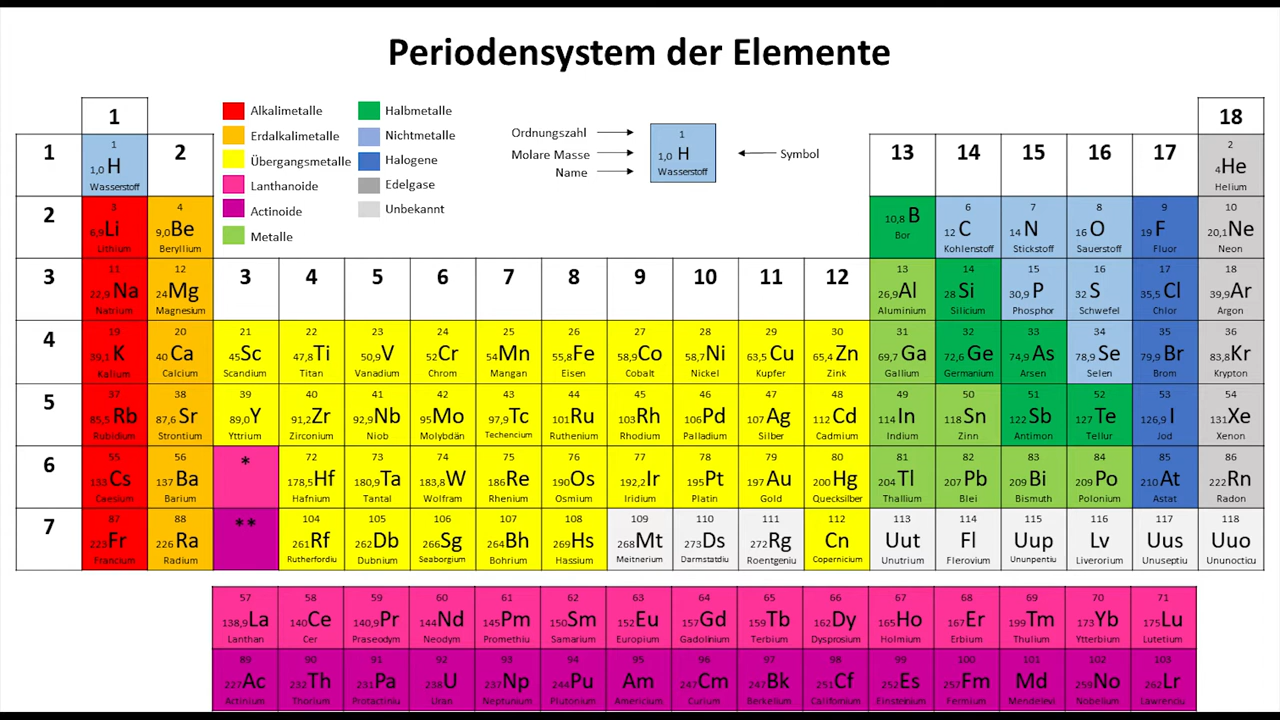 Periodensystem der Elemente
1 18
Alkalimetalle Halbmetalle
Erdalkalimetalle Nichtmetalle
Übergangsmetalle Halogene
Lanthanoide Edelgase
Actinoide Unbekannt
Metalle
Ordnungszahl
Molare Masse
Name
1
1,0 H
Wasserstoff
Symbol
1 2 13 14 15 16 17
1 2
1,0 H 4 He
Wasserstoff Helium
2
3 4 6 7 8 9 10
6,9 Li 9,0 Be 10,8 B 12 C 14 N 16 O 19 F 20,1 Ne
Lithium Beryllium Bor Kohlenstoff Stickstoff Sauerstoff Fluor Neon
3 3 4 5 6 7 8 9 10 11 12
11 12 13 14 15 16 17 18
22,9 Na 24 Mg 26,9 Al 28 Si 30,9 P 32 S 35,5 Cl 39,9 Ar
Natrium Magnesium Aluminium Silicium Phosphor Schwefel Chlor Argon
4
19 20 21 22 23 24 25 26 27 28 29 30 31 32 33 34 35 36
39,1 K 40 Ca 45 Sc 47,8 Ti 50,9 V 52 Cr 54 Mn 55,8 Fe 58,9 Co 58,7 Ni 63,5 Cu 65,4 Zn 69,7 Ga 72,6 Ge 74,9 As 78,9 Se 79,9 Br 83,8 Kr
Kalium Calcium Scandium Titan Vanadium Chrom Mangan Eisen Cobalt Nickel Kupfer Zink Gallium Germanium Arsen Selen Brom Krypton
5
37 38 39 40 41 42 43 44 45 46 47 48 49 50 51 52 53 54
85,5 Rb 87,6 Sr 89,0 Y 91,2 Zr 92,9 Nb 95 Mo 97,9 Tc 101 Ru 103 Rh 106 Pd 107 Ag 112 Cd 114 In 118 Sn 122 Sb 127 Te 126,9 I 131 Xe
Rubidium Strontium Yttrium Zirconium Niob Molybdän Techencium Ruthenium Rhodium Palladium Silber Cadmium Indium Zinn Antimon Tellur Jod Xenon
6
55 56 * 72 73 74 75 76 77 78 79 80 81 82 83 84 85 86
133 Cs 137 Ba 178,5 Hf 180,9 Ta 183,8 W 186 Re 190 Os 192,2 Ir 195 Pt 197 Au 200 Hg 204 Tl 207 Pb 209 Bi 209 Po 210 At 222 Rn
Caesium Barium Hafnium Tantal Wolfram Rhenium Osmium Iridium Platin Gold Quecksilber Thallium Blei Bismuth Polonium Astat Radon
7
87 88 ** 104 105 106 107 108 109 110 111 112 113 114 115 116 117 118
223 Fr 226 Ra 261 Rf 262 Db 266 Sg 264 Bh 269 Hs 268 Mt 273 Ds 272 Rg Cn Uut Fl Uup Lv Uus Uuo
Francium Radium Rutherfordiu Dubnium Seaborgium Bohrium Hassium Meitnerium Darmstatdiu Roentgeniu Copernicium Ununtrium Flerovium Ununpentiu Liverorium Ununseptiu Ununoctiu
57 58 59 60 61 62 63 64 65 66 67 68 69 70 71
138,9 La 140 Ce 140,9 Pr 144 Nd 145 Pm 150 Sm 152 Eu 157 Gd 159 Tb 162 Dy 165 Ho 167 Er 169 Tm 173 Yb 175 Lu
Lanthan Cer Praseodym Neodym Promethiu Samarium Europium Gadolinium Terbium Dysprosium Holmium Erbium Thulium Ytterbium Lutetium
89 90 91 92 93 94 95 96 97 98 99 100 101 102 103
227 Ac 232 Th 231 Pa 238 U 237 Np 244 Pu Am 247 Cm 247 Bk 251 Cf 252 Es 257 Fm Md 259 No 262 Lr
Actinium Thorium Protactiniu Uran Neptunium Plutonium Americium Curium Berkelium Californium Einsteinium Fermium Mendelevi Nobelium Lawrenciu